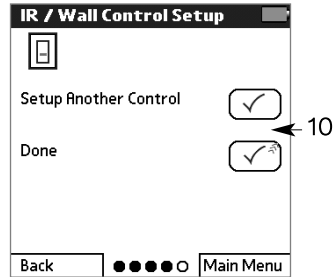 IR / Wall Control Setup
Setup Another Control
10
Done
Back
Main Menu